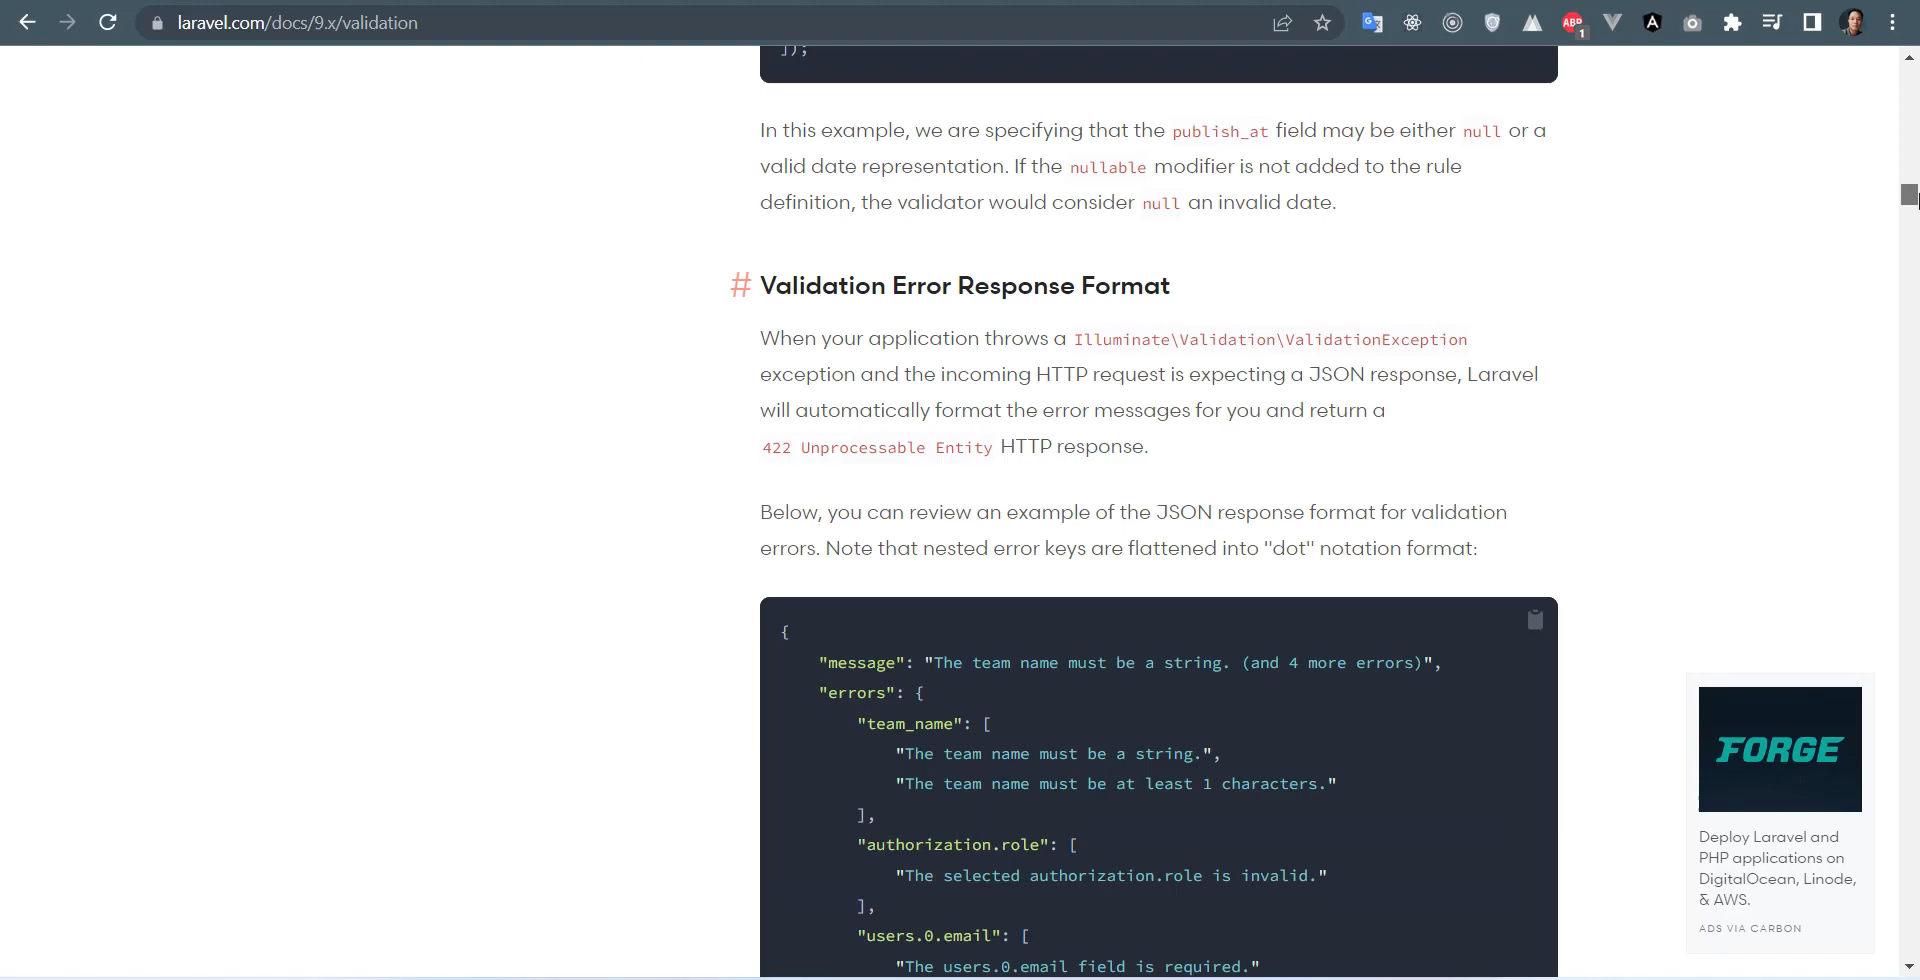 laravel.com/docs/9.x/validation
ABP
1
]);
In this example, we are specifying that the publish_at field may be either null or a
valid date representation. If the nullable modifier is not added to the rule
definition, the validator would consider null an invalid date.
# Validation Error Response Format
When your application throws a Illuminate\Validation\ValidationException
exception and the incoming HTTP request is expecting a JSON response, Laravel
will automatically format the error messages for you and return a
422 Unprocessable Entity HTTP response.
Below, you can review an example of the JSON response format for validation
errors. Note that nested error keys are flattened into "dot" notation format:
{
"message": "The team name must be a string. (and 4 more errors)",
"errors": {
"team_name": [
"The team name must be a string.",
"The team name must be at least 1 characters."
],
"authorization.role": [
"The selected authorization.role is invalid."
],
"users.0.email": [
"The users.0.email field is required."
FORGE
Deploy Laravel and
PHP applications on
DigitalOcean, Linode,
& AWS.
ADS VIA CARBON